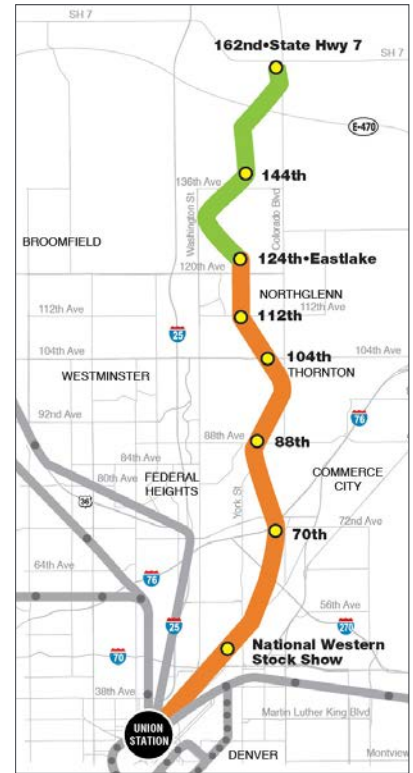 SH 7
SH 7
162nd•State Hwy 7
E-470
144th
136th Ave
Washington St
Colorado Blvd
BROOMFIELD
124th•Eastlake
120th Ave
NORTHGLENN
112th Ave
112th Ave
112th
25
104th Ave
104th
104th Ave
THORNTON
WESTMINSTER
76
92nd Ave
88th Ave
88th
84th Ave
80th Ave
FEDERAL
HEIGHTS
COMMERCE
CITY
36
York St
72nd Ave
70th
64th Ave
76
56th Ave
25
270
70
National Western
Stock Show
38th Ave
UNION
STATION
Martin Luther King Blvd
DENVER
Montview